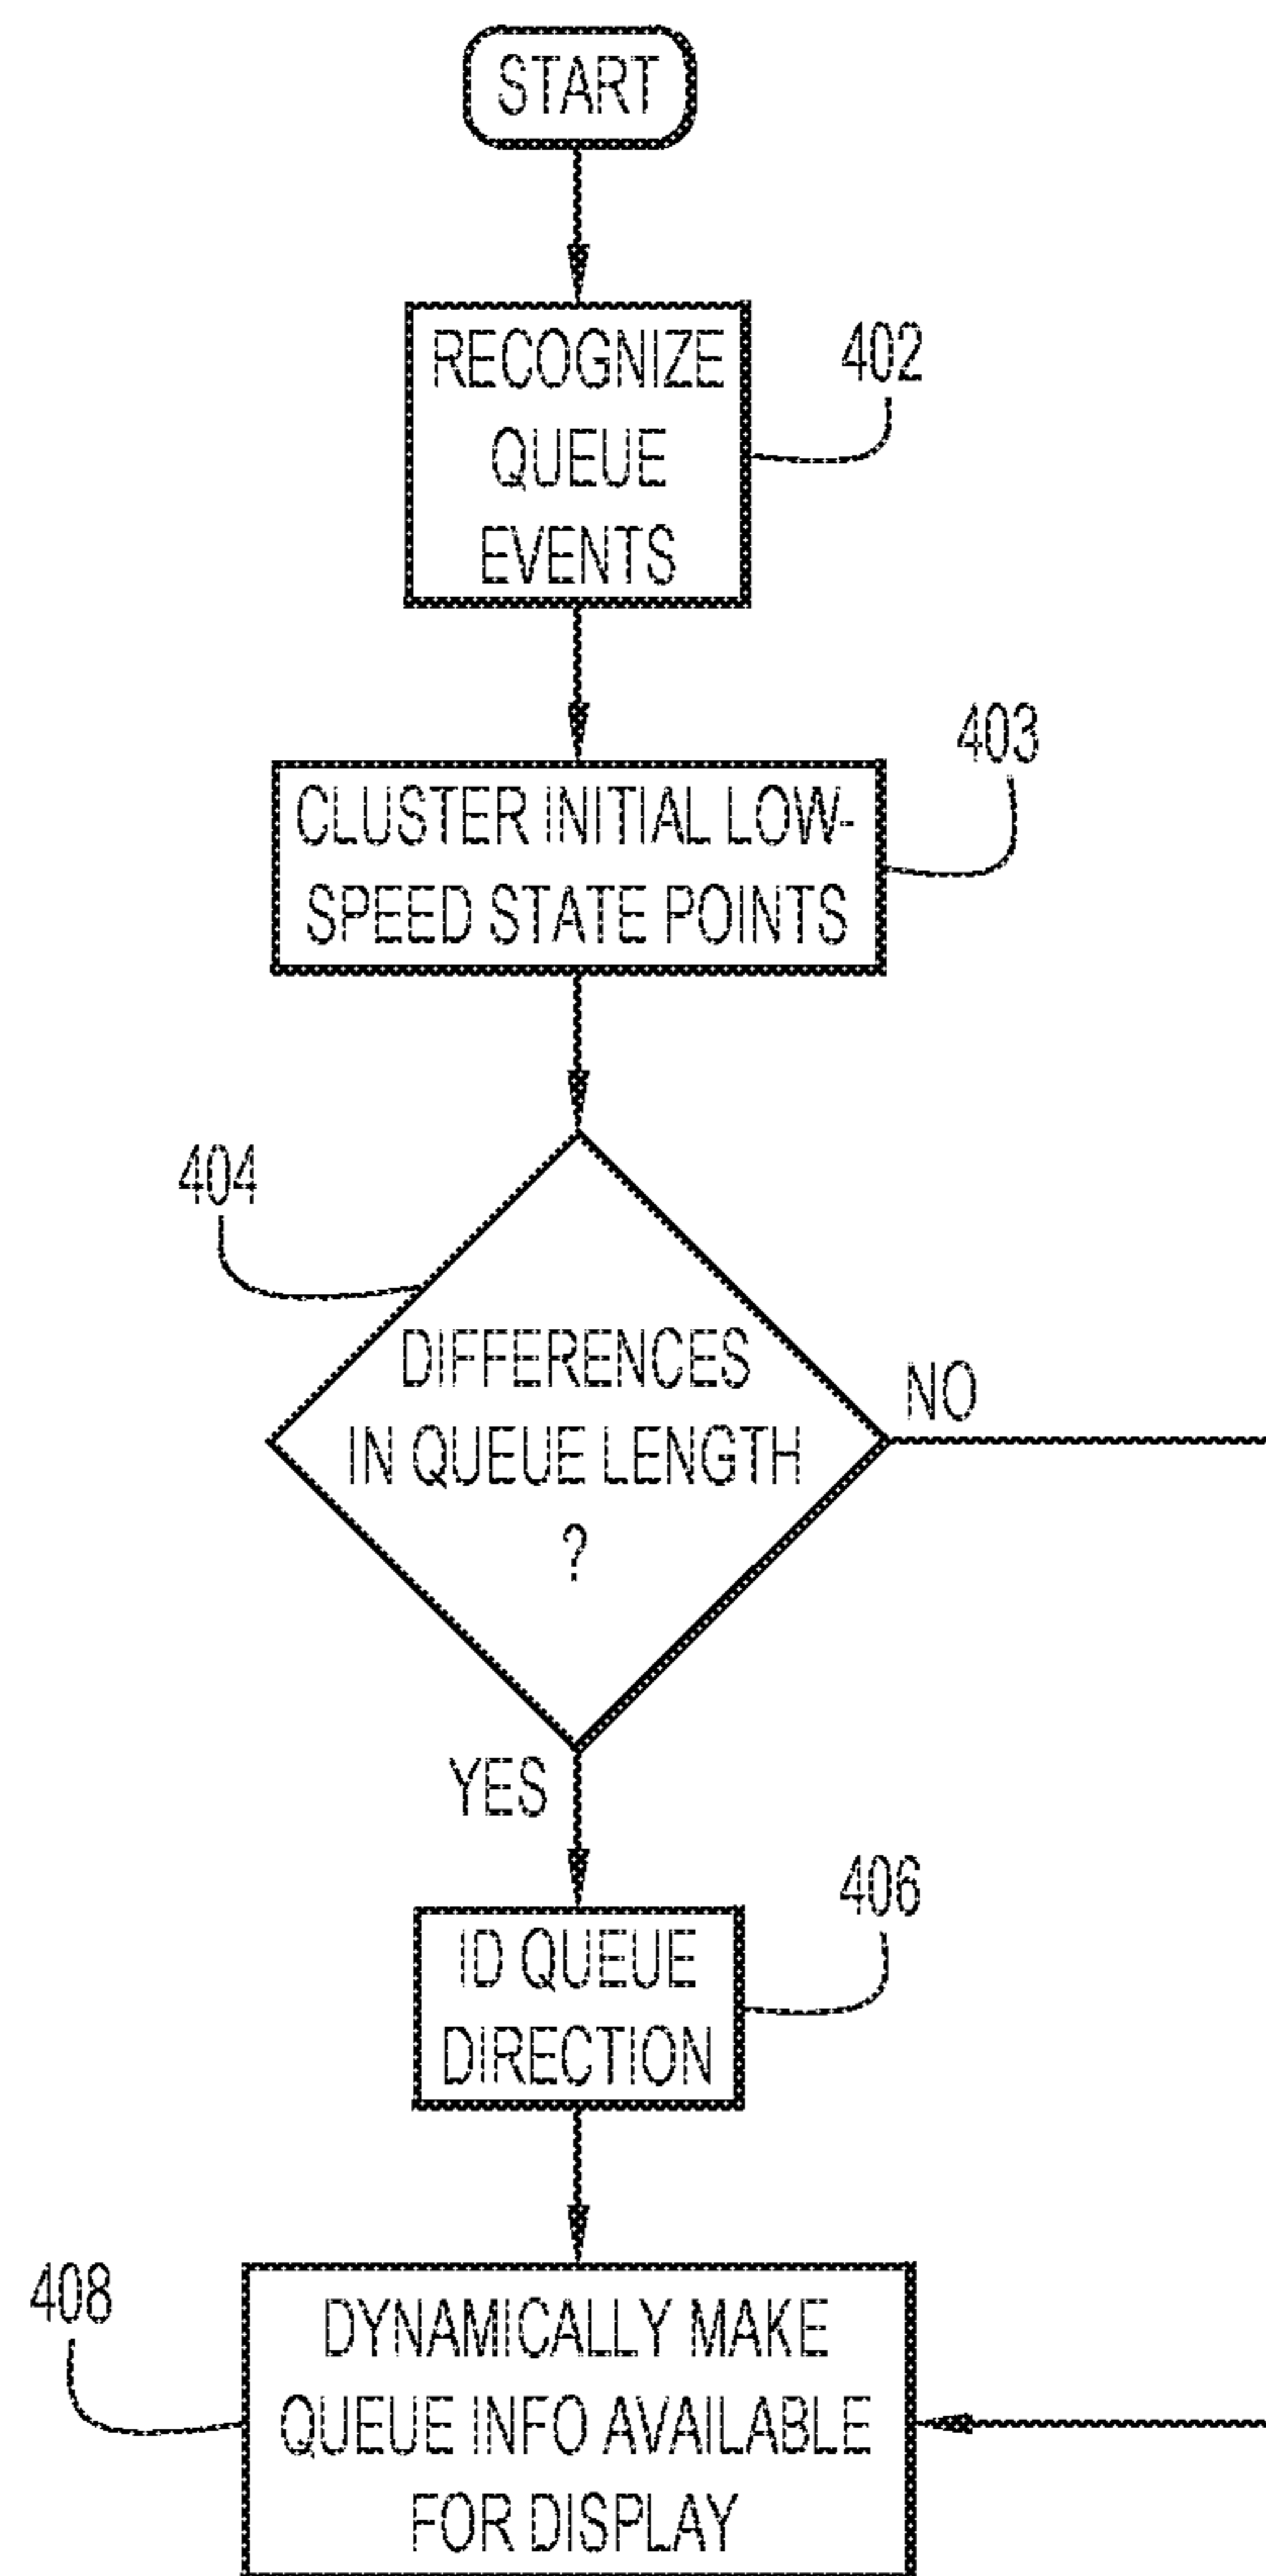 START
RECOGNIZE
QUEUE
EVENTS
402
CLUSTER INITIAL LOW-
SPEED STATE POINTS
403
404
DIFFERENCES
IN QUEUE LENGTH
?
NO
YES
ID QUEUE
DIRECTION
406
408
DYNAMICALLY MAKE
QUEUE INFO AVAILABLE
FOR DISPLAY